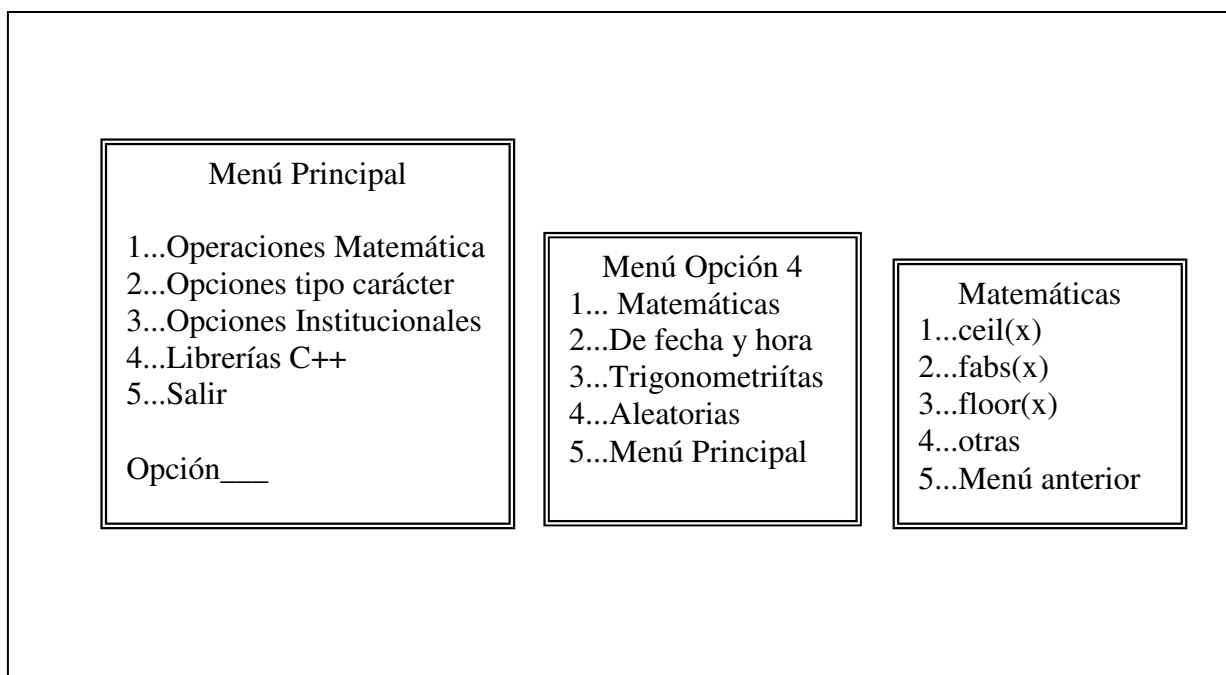 Menú Principal
1...Operaciones Matemática
2...Opciones tipo carácter
3...Opciones Institucionales
4...Librerías C++
5...Salir
Opción___
Menú Opción 4
1... Matemáticas
2...De fecha y hora
3...Trigonometriítas
4...Aleatorias
5...Menú Principal
Matemáticas
1...ceil(x)
2...fabs(x)
3...floor(x)
4...otras
5...Menú anterior